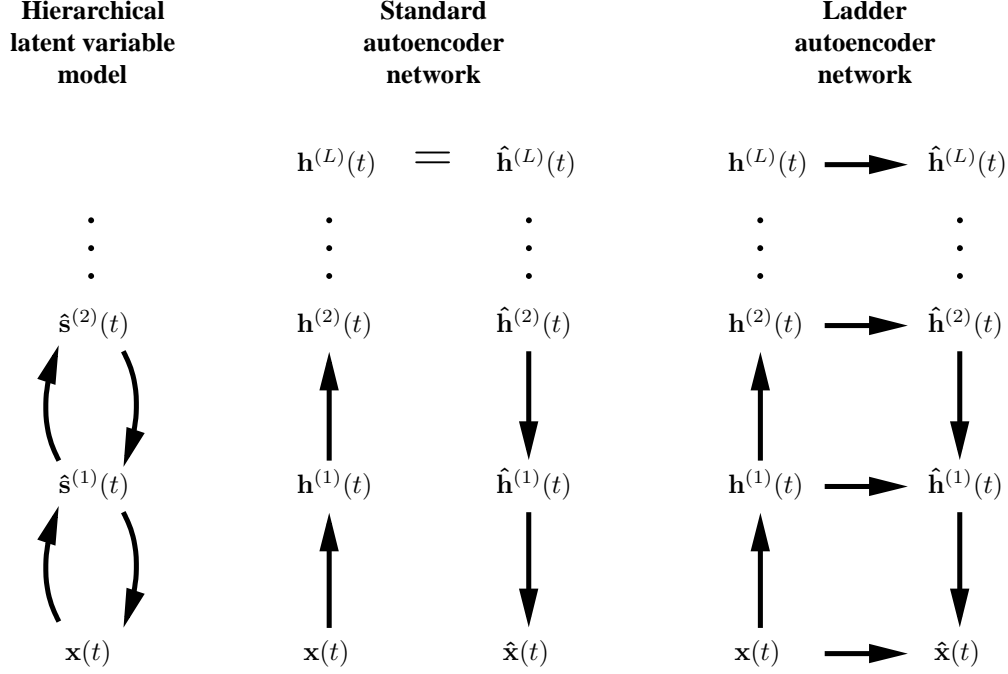 Hierarchical
latent variable
model
Standard
autoencoder
network
Ladder
autoencoder
network
h^(L)(t) = ĥ^(L)(t) h^(L)(t) ĥ^(L)(t)
ŝ^(2)(t) h^(2)(t) ĥ^(2)(t) h^(2)(t) ĥ^(2)(t)
ŝ^(1)(t) h^(1)(t) ĥ^(1)(t) h^(1)(t) ĥ^(1)(t)
x(t) x(t) x̂(t) x(t) x̂(t)